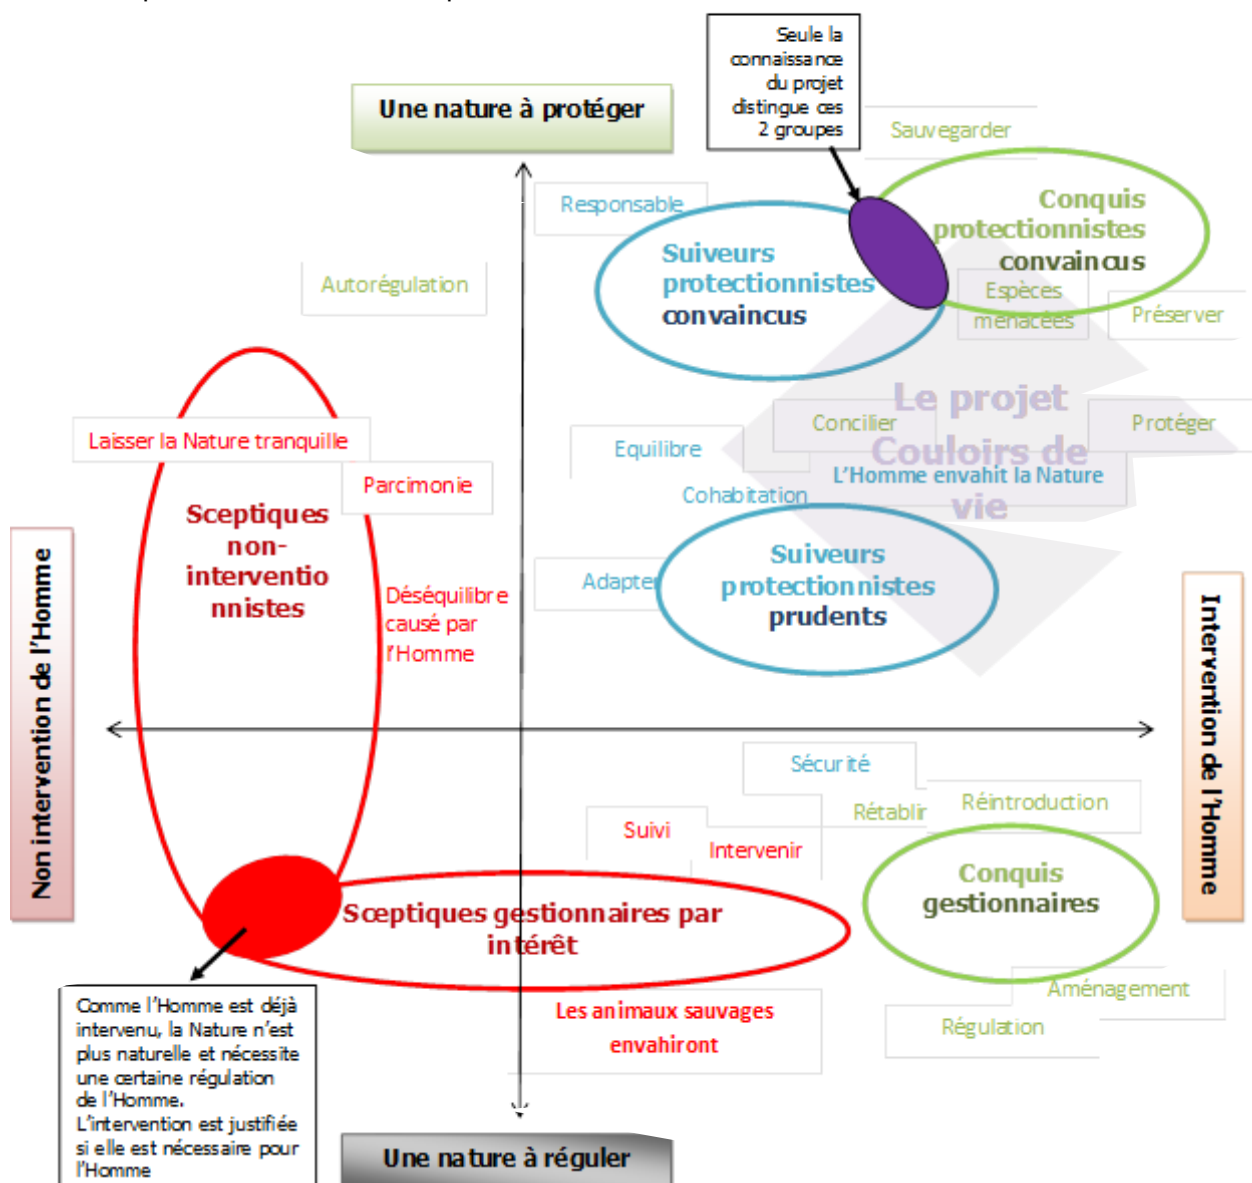 Seule la
connaissance
du projet
distingue ces
2 groupes
Une nature à protéger
Sauvegarder
Responsable
Conquis
protectionnistes
convaincus
Suiveurs
protectionnistes
convaincus
Autorégulation
Espèces
menacées
Préserver
Le projet
Couloirs de
vie
Concilier
Protéger
Laisser la Nature tranquille
Equilibre
L'Homme envahit la Nature
Parcimonie
Cohabitation
Sceptiques
non-
interventio
nnistes
Suiveurs
protectionnistes
prudents
Adapter
Déséquilibre
causé par
l'Homme
Non intervention de l'Homme
Intervention de l'Homme
Sécurité
Rétablir
Réintroduction
Suivi
Intervenir
Conquis
gestionnaires
Sceptiques gestionnaires par
intérêt
Aménagement
Les animaux sauvages
envahiront
Régulation
Comme l'Homme est déjà
intervenu, la Nature n'est
plus naturelle et nécessite
une certaine régulation
de l'Homme.
L'intervention est justifiée
si elle est nécessaire pour
l'Homme
Une nature à réguler